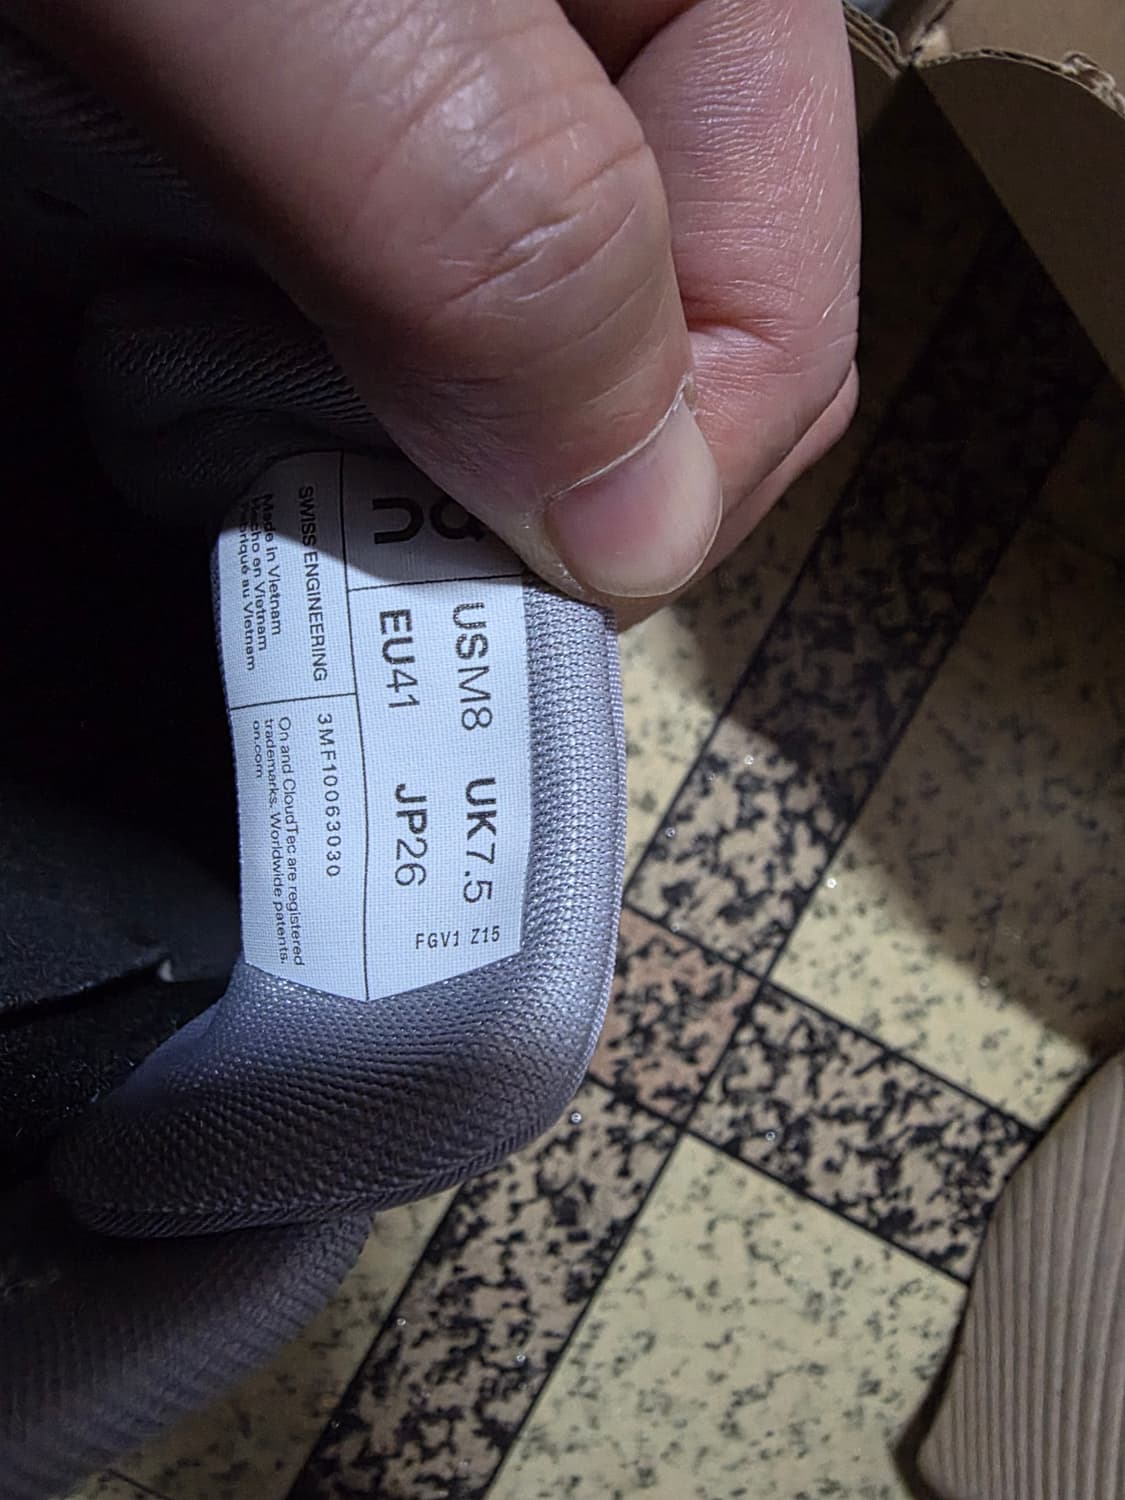 USM8 UK7.5
EU41 JP26
FGV1 Z15
SWISS ENGINEERING
Made in Vietnam
Hecho en Vietnam
Fabriqué au Vietnam
3MF10063030
On and CloudTec are registered
trademarks. Worldwide patents.
on.com